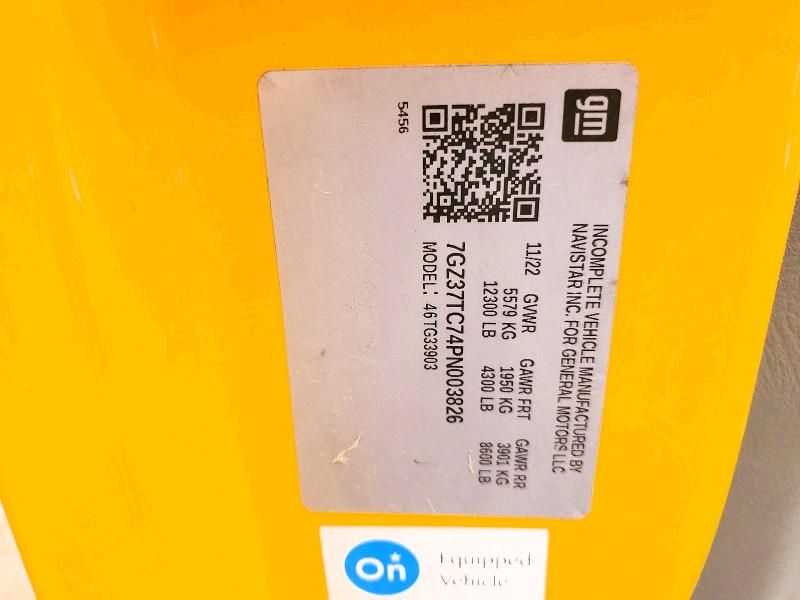 gm
INCOMPLETE VEHICLE MANUFACTURED BY
NAVISTAR INC. FOR GENERAL MOTORS LLC
11/22 GVWR GAWR FRT GAWR RR
5579 KG 1950 KG 3901 KG
12300 LB 4300 LB 8600 LB
7GZ37TC74PN003826
MODEL: 46TG33903
5456
On Equipped
Vehicle